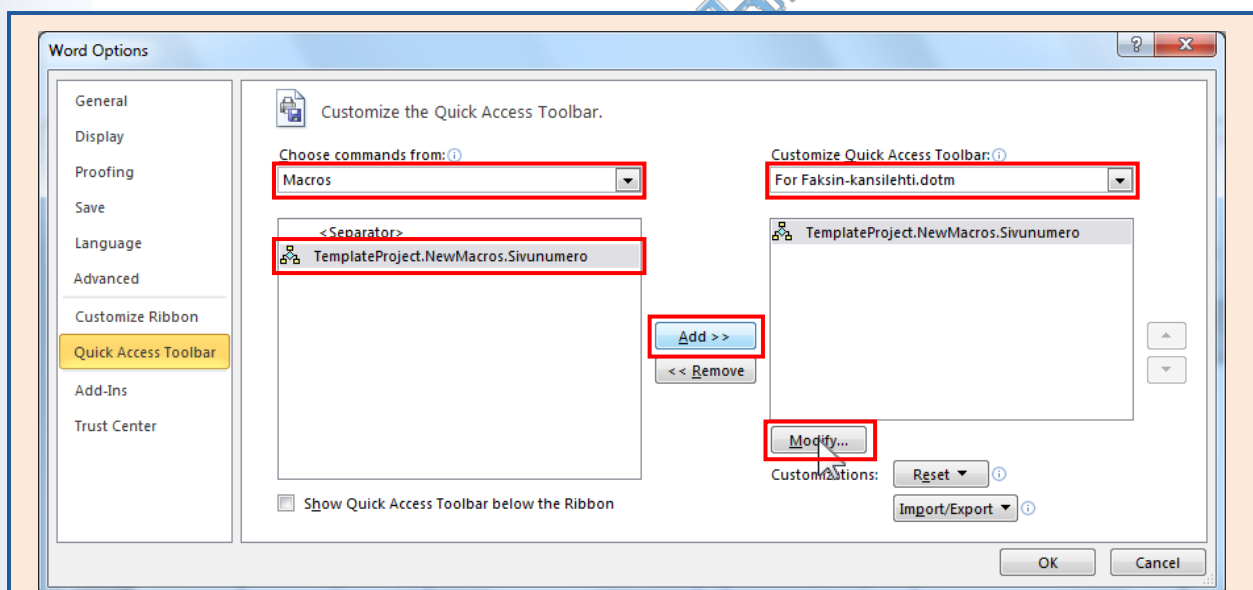 Word Options
General
Display
Proofing
Save
Language
Advanced
Customize Ribbon
Quick Access Toolbar
Add-Ins
Trust Center
Customize the Quick Access Toolbar.
Choose commands from:
Macros
<Separator>
TemplateProject.NewMacros.Sivunumero
Show Quick Access Toolbar below the Ribbon
Add >>
<< Remove
Customize Quick Access Toolbar:
For Faksin-kansilehti.dotm
TemplateProject.NewMacros.Sivunumero
Modify...
Customizations:
Reset
Import/Export
OK
Cancel